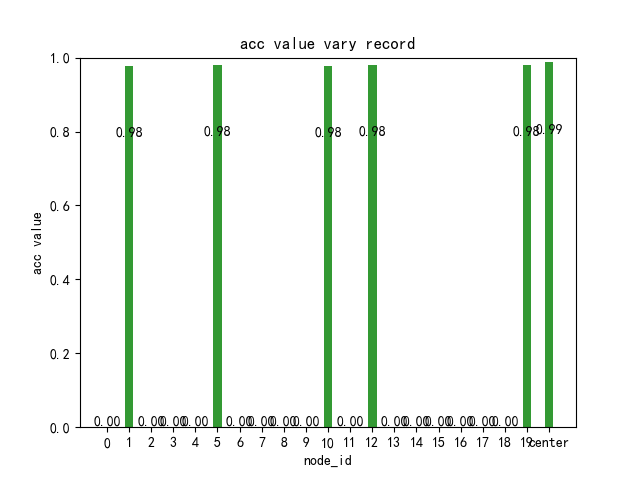 acc value vary record
1.0
0.8
0.6
0.4
0.2
0.0
acc value
0.98 0.98 0.98 0.98 0.98 0.99
0.00 0.00 0.00 0.00 0.00 0.00 0.00 0.00 0.00 0.00 0.00 0.00 0.00 0.00 0.00
0 1 2 3 4 5 6 7 8 9 10 11 12 13 14 15 16 17 18 19 center
node_id